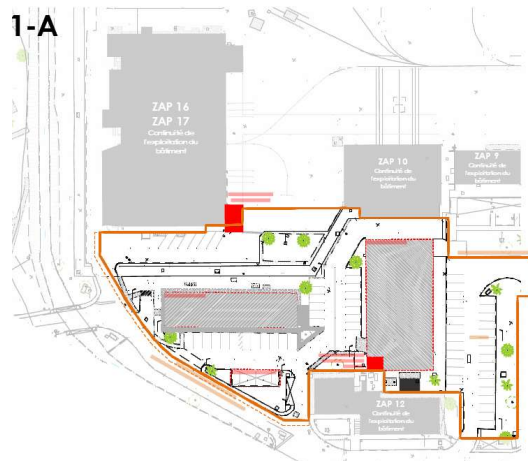 1-A
ZAP 16
ZAP 17
Continuité de
l'exploitation du
bâtiment
ZAP 10
Continuité de
l'exploitation du
bâtiment
ZAP 9
Continuité de
l'exploitation du
bâtiment
ZAP 12
Continuité de
l'exploitation du
bâtiment